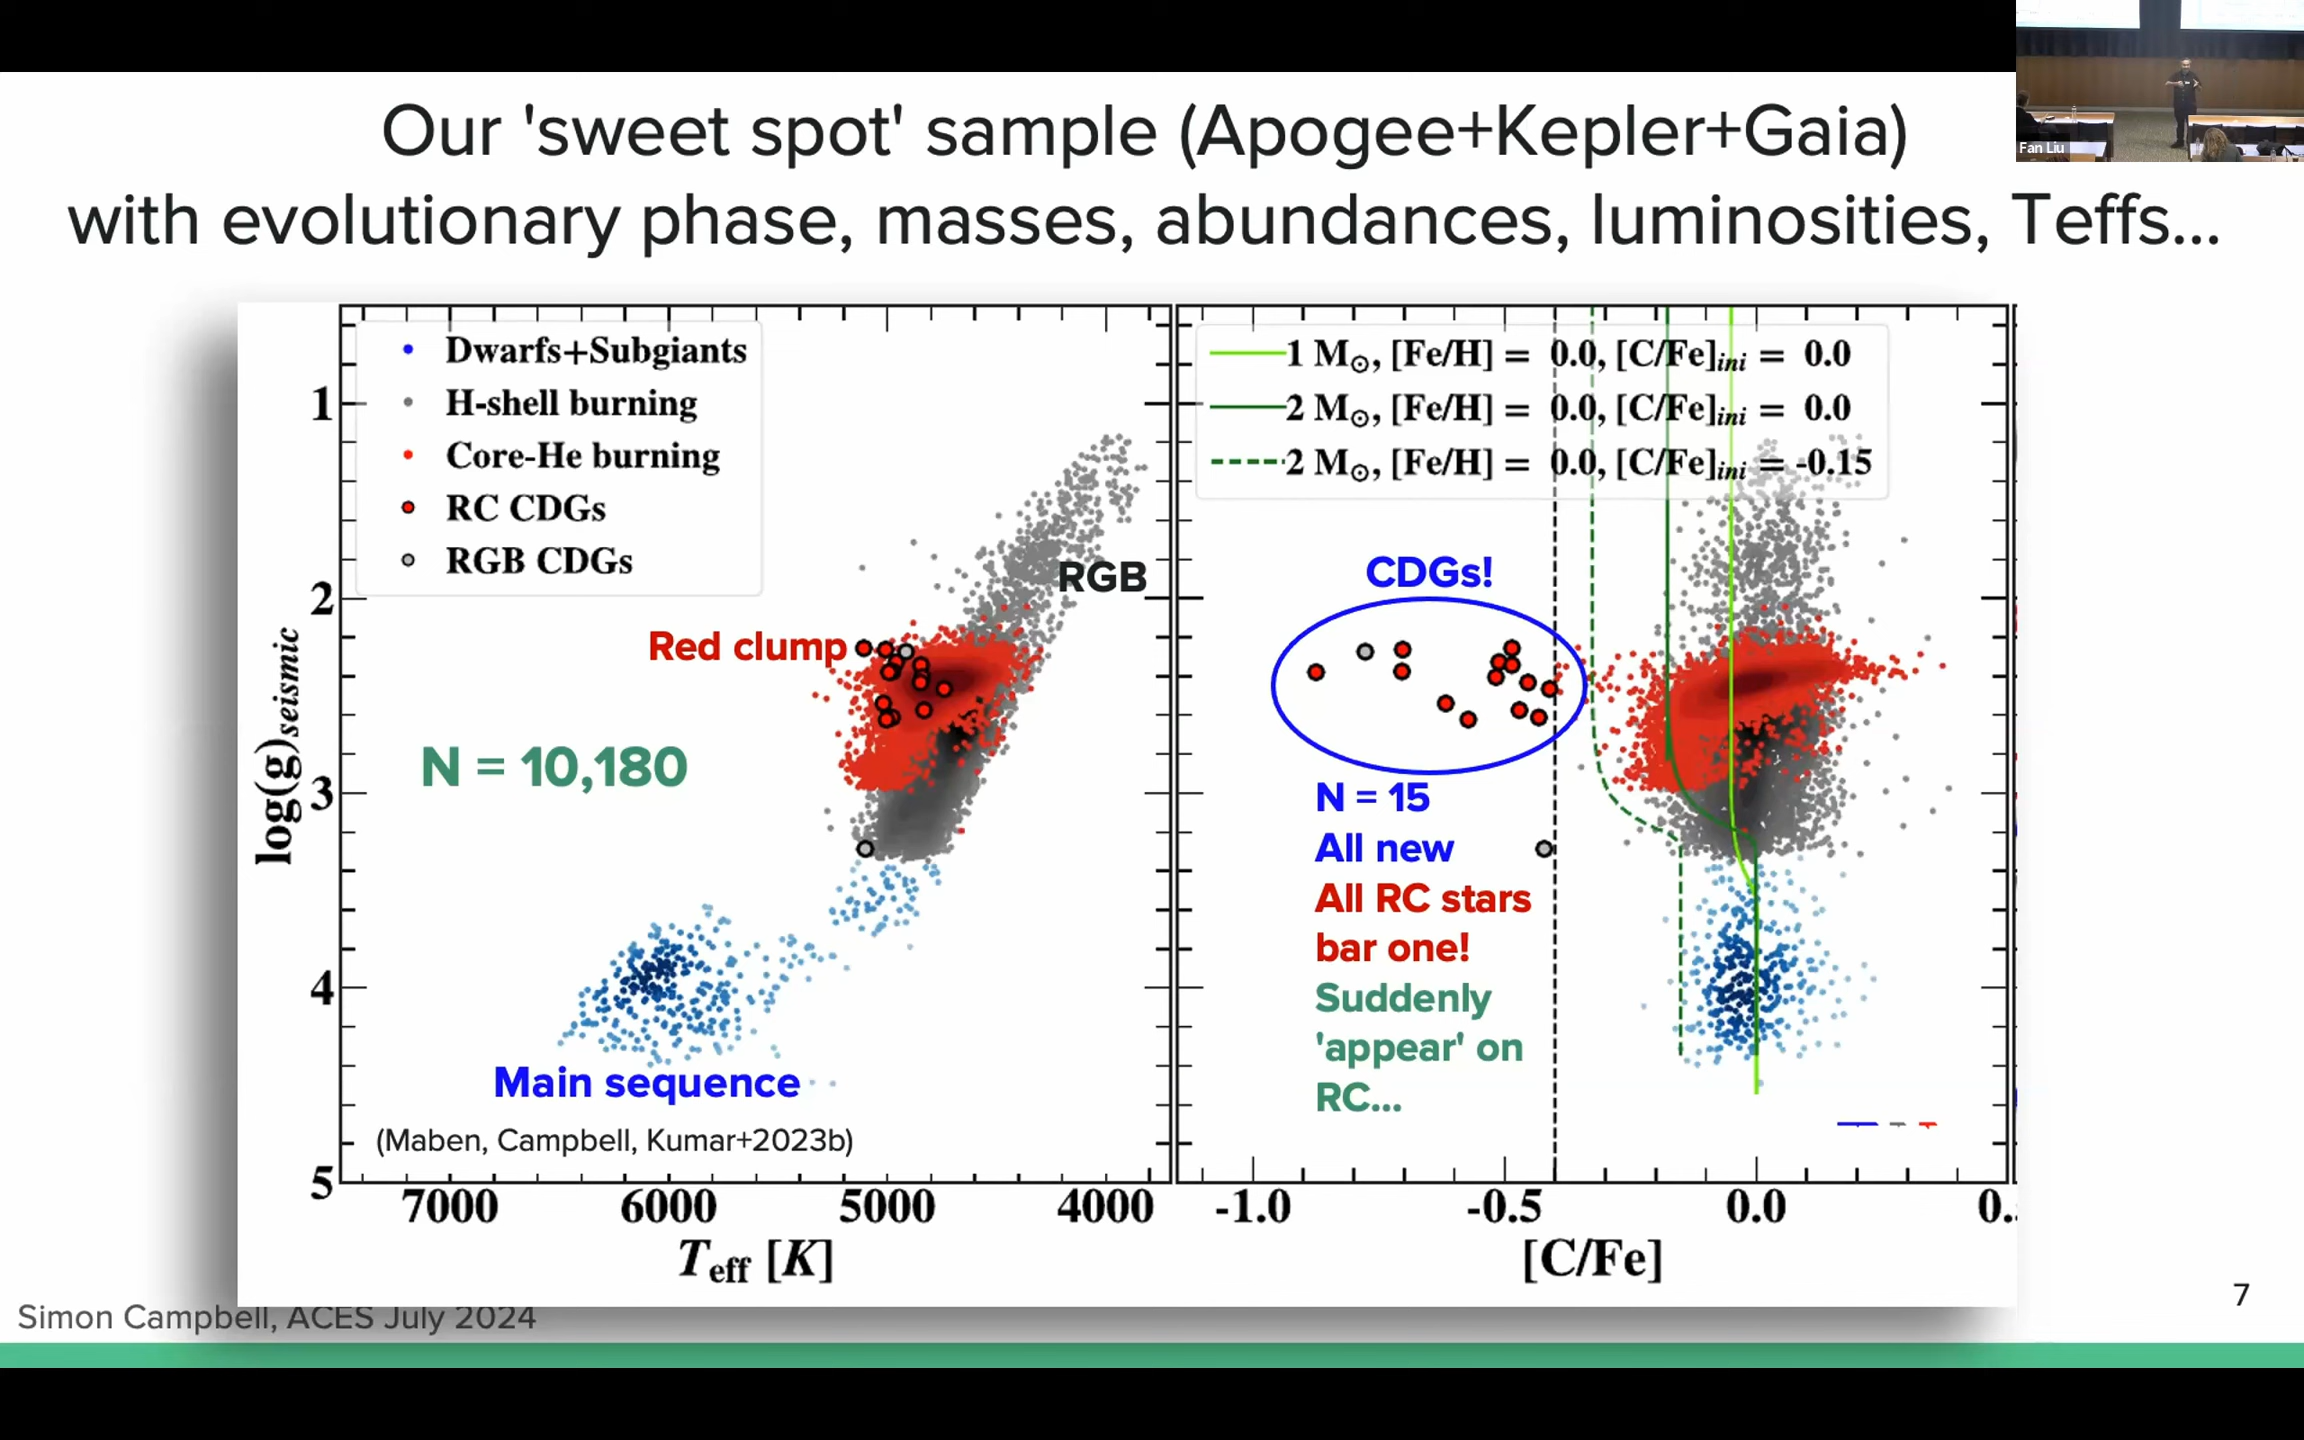 Our 'sweet spot' sample (Apogee+Kepler+Gaia)
with evolutionary phase, masses, abundances, luminosities, Teffs...
Fan Liu
Dwarfs+Subgiants
H-shell burning
Core-He burning
RC CDGs
RGB CDGs
RGB
Red clump
N = 10,180
Main sequence
(Maben, Campbell, Kumar+2023b)
log(g)seismic
1
2
3
4
5
7000 6000 5000 4000
Teff [K]
1 M⊙, [Fe/H] = 0.0, [C/Fe]ini = 0.0
2 M⊙, [Fe/H] = 0.0, [C/Fe]ini = 0.0
2 M⊙, [Fe/H] = 0.0, [C/Fe]ini = -0.15
CDGs!
N = 15
All new
All RC stars
bar one!
Suddenly
'appear' on
RC...
-1.0 -0.5 0.0 0.
[C/Fe]
7
Simon Campbell, ACES July 2024